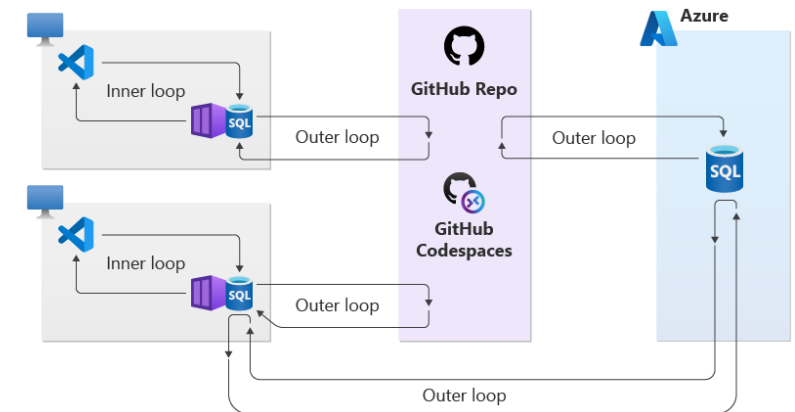 Azure
Inner loop
SQL
GitHub Repo
Outer loop
Outer loop
SQL
GitHub
Codespaces
Inner loop
SQL
Outer loop
Outer loop